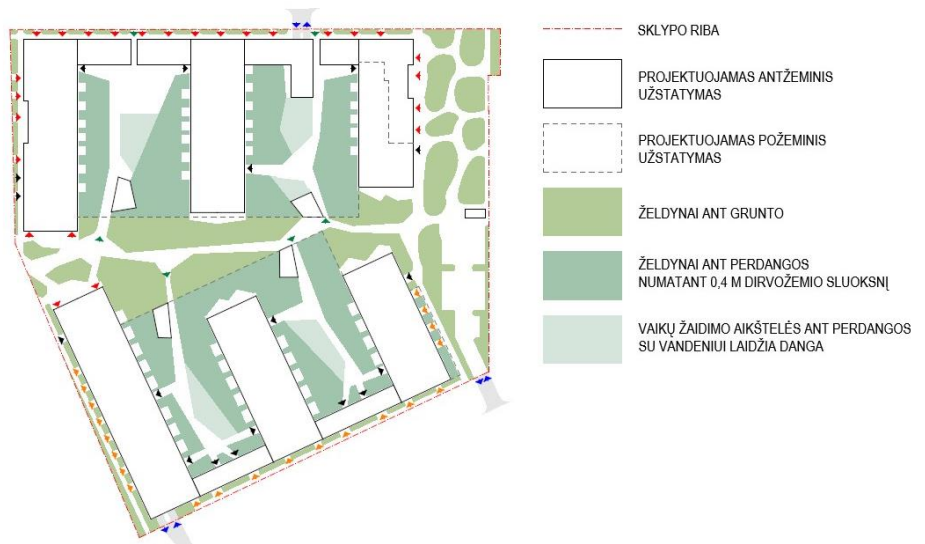 SKLYPO RIBA
PROJEKTUOJAMAS ANTŽEMINIS
UŽSTATYMAS
PROJEKTUOJAMAS POŽEMINIS
UŽSTATYMAS
ŽELDYNAI ANT GRUNTO
ŽELDYNAI ANT PERDANGOS
NUMATANT 0,4 M DIRVOŽEMIO SLUOKSNĮ
VAIKŲ ŽAIDIMO AIKŠTELĖS ANT PERDANGOS
SU VANDENIUI LAIDŽIA DANGA